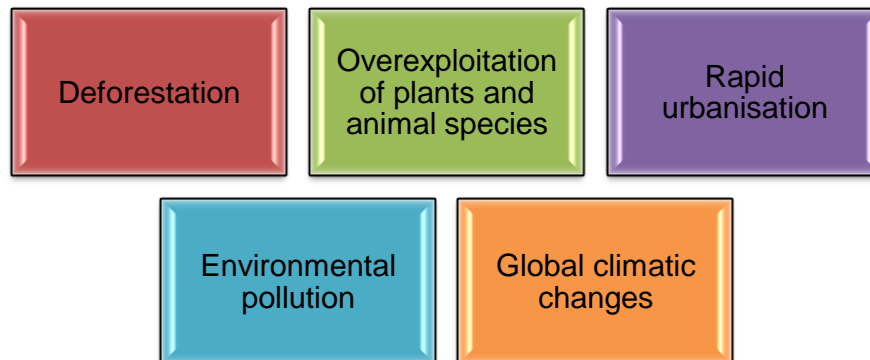 Deforestation
Overexploitation
of plants and
animal species
Rapid
urbanisation
Environmental
pollution
Global climatic
changes